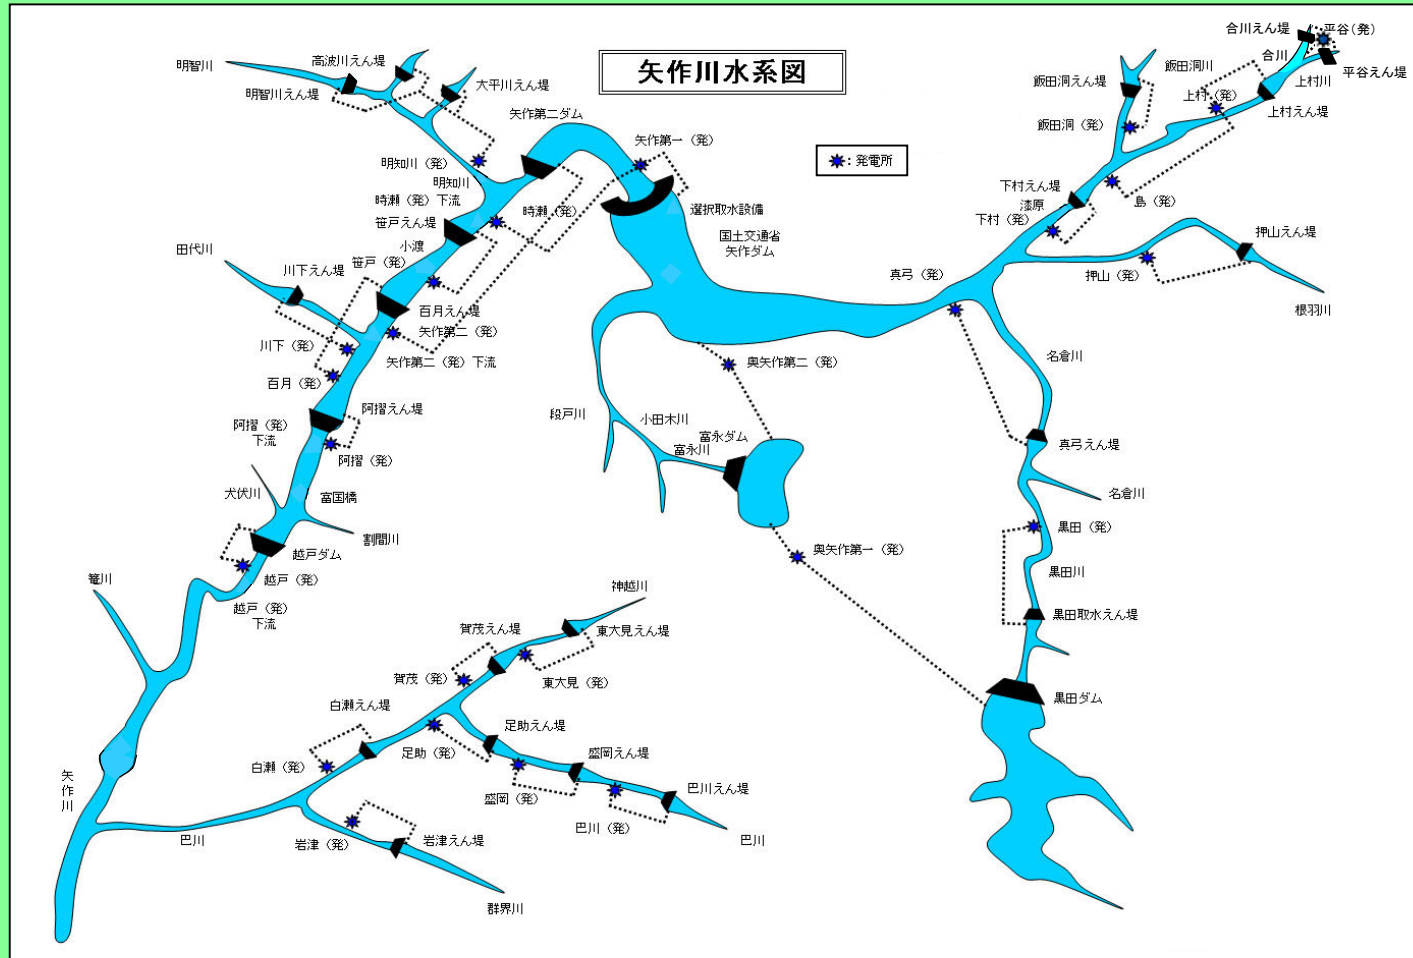 矢作川水系図
：発電所
明智川
高波川えん堤
明智川えん堤
大平川えん堤
矢作第二ダム
矢作第一（発）
明知川（発）
明知川
時瀬（発）下流
笹戸えん堤
時瀬（発）
選択取水設備
国土交通省
矢作ダム
小渡
田代川
川下えん堤
笹戸（発）
百月えん堤
矢作第二（発）
川下（発）
矢作第二（発）下流
百月（発）
阿摺えん堤
阿摺（発）
下流
阿摺（発）
犬伏川
富国橋
割間川
越戸ダム
越戸（発）
越戸（発）
下流
篭川
矢作川
合川えん堤
平谷（発）
合川
平谷えん堤
上村川
飯田洞川
飯田洞えん堤
上村（発）
上村えん堤
飯田洞（発）
下村えん堤
漆原
下村（発）
島（発）
押山えん堤
押山（発）
根羽川
真弓（発）
名倉川
真弓えん堤
名倉川
黒田（発）
黒田川
黒田取水えん堤
黒田ダム
奥矢作第二（発）
段戸川
小田木川
富永ダム
富永川
奥矢作第一（発）
神越川
賀茂えん堤
東大見えん堤
賀茂（発）
東大見（発）
白瀬えん堤
足助えん堤
足助（発）
盛岡えん堤
白瀬（発）
盛岡（発）
巴川えん堤
巴川（発）
巴川
巴川
岩津（発）
岩津えん堤
群界川